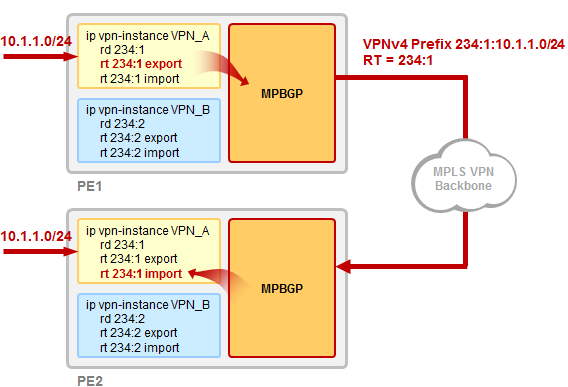 10.1.1.0/24
ip vpn-instance VPN_A
rd 234:1
rt 234:1 export
rt 234:1 import
ip vpn-instance VPN_B
rd 234:2
rt 234:2 export
rt 234:2 import
MPBGP
PE1
VPNv4 Prefix 234:1:10.1.1.0/24
RT = 234:1
MPLS VPN
Backbone
10.1.1.0/24
ip vpn-instance VPN_A
rd 234:1
rt 234:1 export
rt 234:1 import
ip vpn-instance VPN_B
rd 234:2
rt 234:2 export
rt 234:2 import
MPBGP
PE2